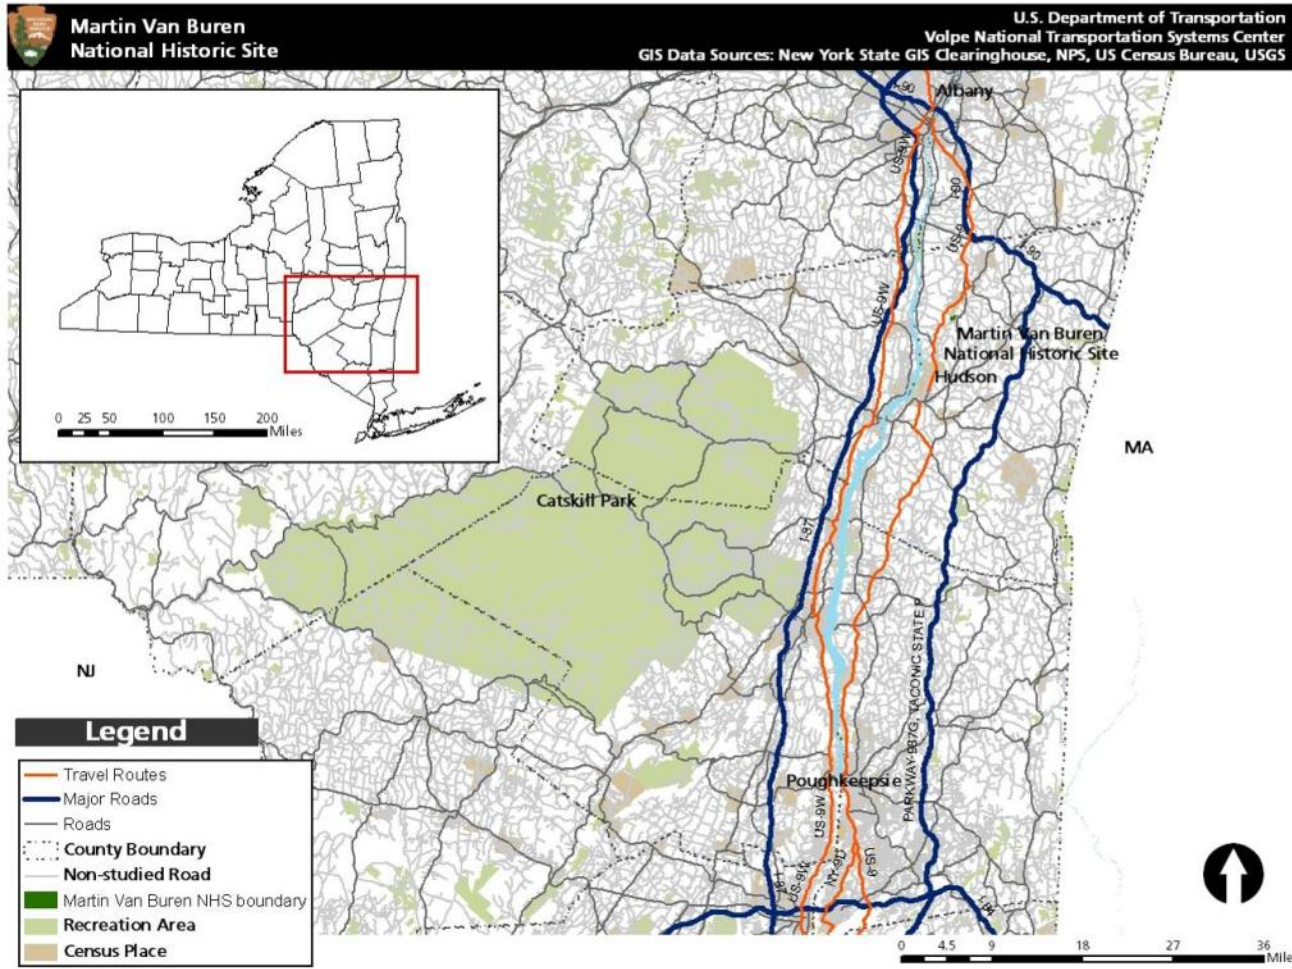 Martin Van Buren
National Historic Site
U.S. Department of Transportation
Volpe National Transportation Systems Center
GIS Data Sources: New York State GIS Clearinghouse, NPS, US Census Bureau, USGS
I-90
Albany
US-9W
I-90
US-9
I-90
US-9W
Martin Van Buren
National Historic Site
Hudson
0 25 50 100 150 200
Miles
MA
Catskill Park
I-87
PARKWAY-987G, TACONIC STATE P
NJ
Poughkeepsie
US-9W
US-9W
NY-9D
US-9
I-87
I-84
Legend
Travel Routes
Major Roads
Roads
County Boundary
Non-studied Road
Martin Van Buren NHS boundary
Recreation Area
Census Place
0 4.5 9 18 27 36
Mile